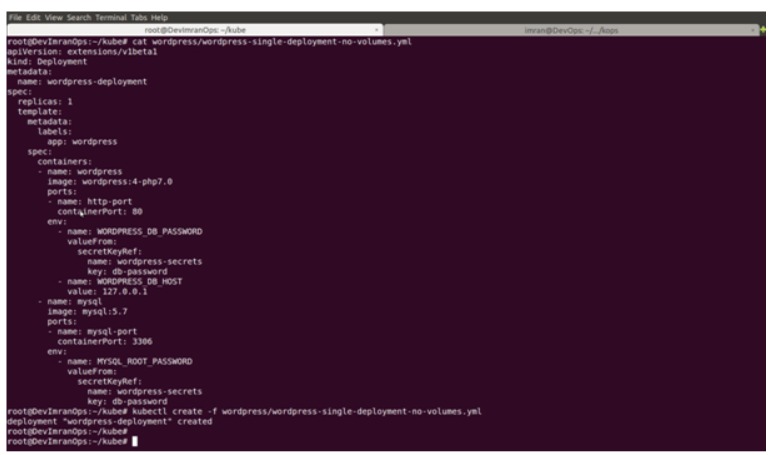 File Edit View Search Terminal Tabs Help
root@DevImranOps: ~/kube × imran@DevOps: ~/.../kops ×
root@DevImranOps:~/kube# cat wordpress/wordpress-single-deployment-no-volumes.yml
apiVersion: extensions/v1beta1
kind: Deployment
metadata:
  name: wordpress-deployment
spec:
  replicas: 1
  template:
    metadata:
      labels:
        app: wordpress
    spec:
      containers:
      - name: wordpress
        image: wordpress:4-php7.0
        ports:
        - name: http-port
          containerPort: 80
        env:
          - name: WORDPRESS_DB_PASSWORD
            valueFrom:
              secretKeyRef:
                name: wordpress-secrets
                key: db-password
          - name: WORDPRESS_DB_HOST
            value: 127.0.0.1
      - name: mysql
        image: mysql:5.7
        ports:
        - name: mysql-port
          containerPort: 3306
        env:
          - name: MYSQL_ROOT_PASSWORD
            valueFrom:
              secretKeyRef:
                name: wordpress-secrets
                key: db-password
root@DevImranOps:~/kube# kubectl create -f wordpress/wordpress-single-deployment-no-volumes.yml
deployment "wordpress-deployment" created
root@DevImranOps:~/kube#
root@DevImranOps:~/kube#